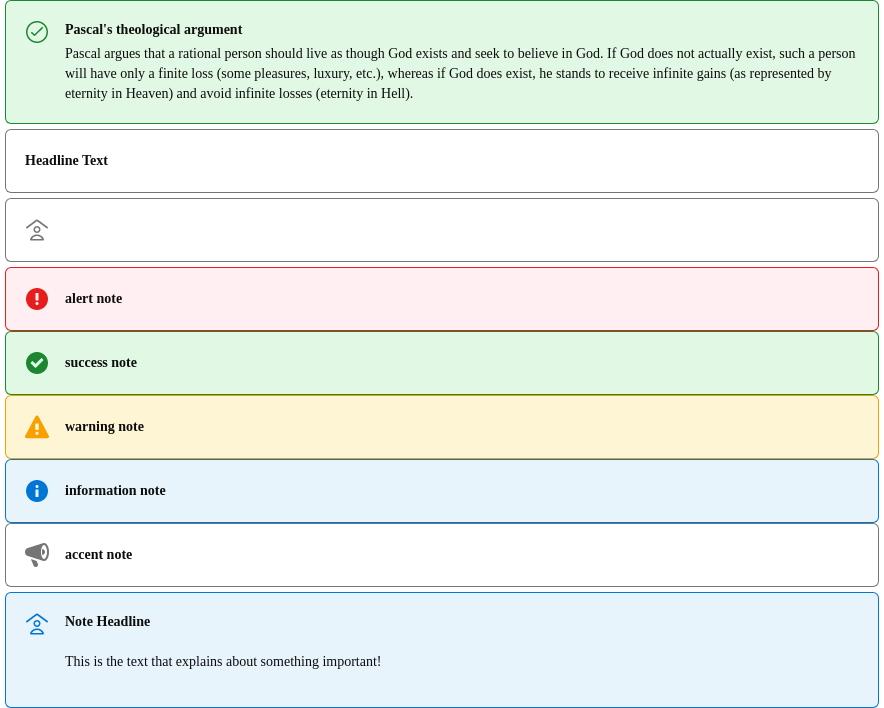 Pascal's theological argument
Pascal argues that a rational person should live as though God exists and seek to believe in God. If God does not actually exist, such a person
will have only a finite loss (some pleasures, luxury, etc.), whereas if God does exist, he stands to receive infinite gains (as represented by
eternity in Heaven) and avoid infinite losses (eternity in Hell).
Headline Text
alert note
success note
warning note
information note
accent note
Note Headline
This is the text that explains about something important!